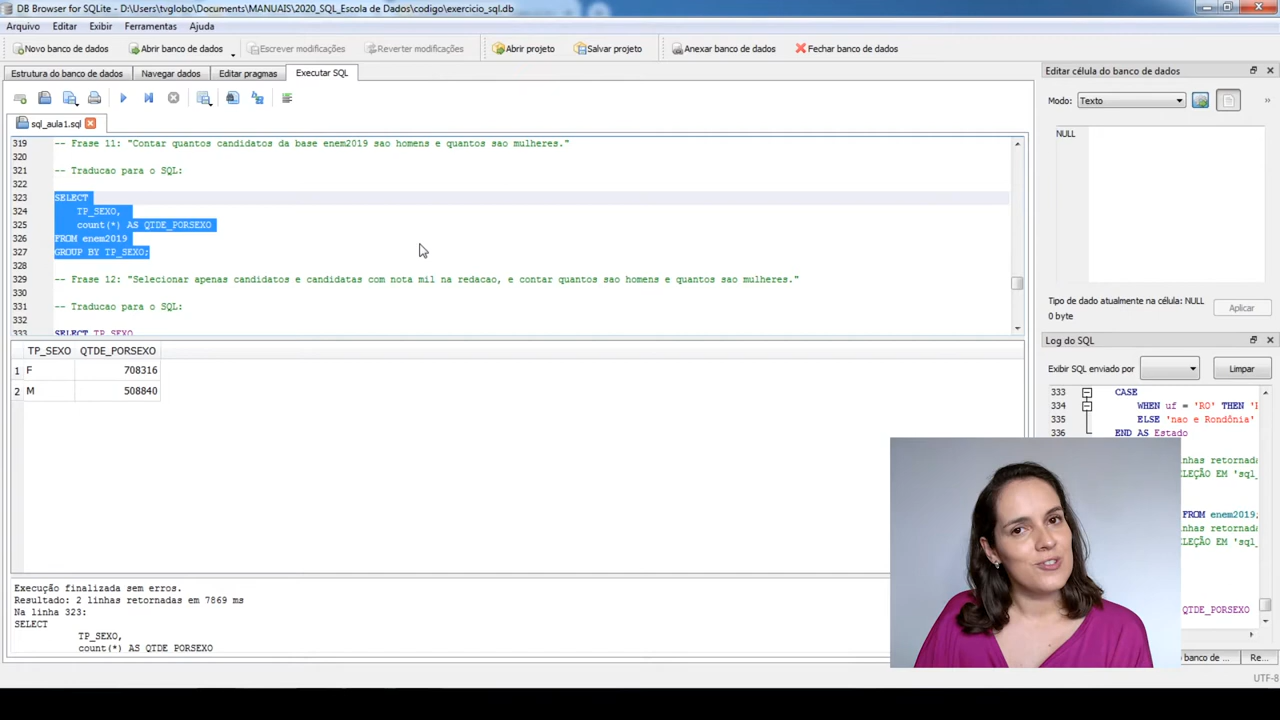 DB Browser for SQLite - D:\Users\tvglobo\Documents\MANUAIS\2020_SQL_Escola de Dados\codigo\exercicio_sql.db
Arquivo Editar Exibir Ferramentas Ajuda
Novo banco de dados Abrir banco de dados Escrever modificações Reverter modificações Abrir projeto Salvar projeto Anexar banco de dados Fechar banco de dados
Estrutura do banco de dados Navegar dados Editar pragmas Executar SQL
sql_aula1.sql
319 -- Frase 11: "Contar quantos candidatos da base enem2019 sao homens e quantos sao mulheres."
320
321 -- Traducao para o SQL:
322
323 SELECT
324 TP_SEXO,
325 count(*) AS QTDE_PORSEXO
326 FROM enem2019
327 GROUP BY TP_SEXO;
328
329 -- Frase 12: "Selecionar apenas candidatos e candidatas com nota mil na redacao, e contar quantos sao homens e quantos sao mulheres."
330
331 -- Traducao para o SQL:
332
333 SELECT TP_SEXO
TP_SEXO QTDE_PORSEXO
1 F 708316
2 M 508840
Execução finalizada sem erros.
Resultado: 2 linhas retornadas em 7869 ms
Na linha 323:
SELECT
TP_SEXO,
count(*) AS QTDE_PORSEXO
Editar célula do banco de dados
Modo: Texto »
NULL
Tipo de dado atualmente na célula: NULL
0 byte
Aplicar
Log do SQL
Exibir SQL enviado por Limpar
333 CASE
334 WHEN uf = 'RO' THEN
335 ELSE 'nao e Rondônia'
336 END AS Estado
inhas retornada
LEÇÃO EM 'sql_
FROM enem2019;
inhas retornada
LEÇÃO EM 'sql_
QTDE_PORSEXO
banco de ... Re...
UTF-8